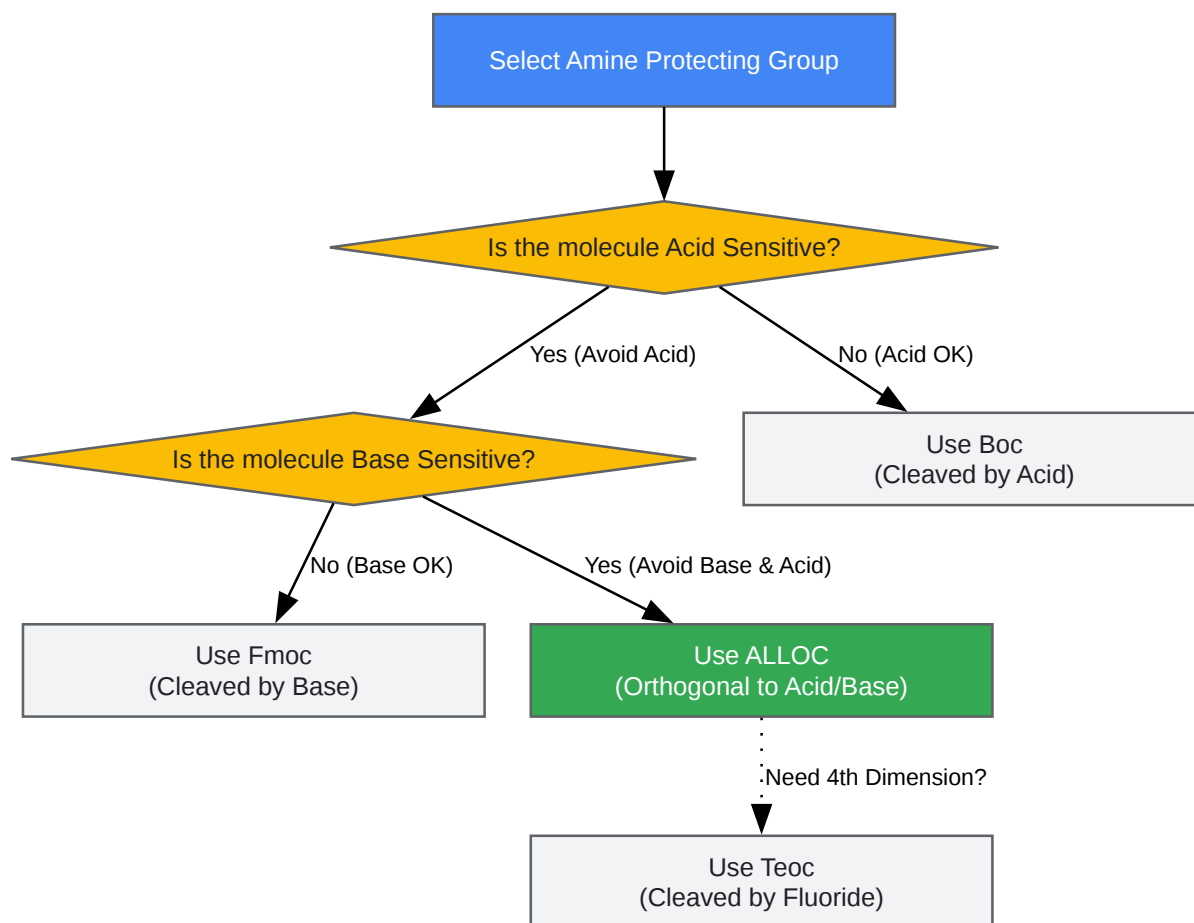 Select Amine Protecting Group
Is the molecule Acid Sensitive?
Yes (Avoid Acid)
No (Acid OK)
Is the molecule Base Sensitive?
Use Boc
(Cleaved by Acid)
No (Base OK)
Yes (Avoid Base & Acid)
Use Fmoc
(Cleaved by Base)
Use ALLOC
(Orthogonal to Acid/Base)
Need 4th Dimension?
Use Teoc
(Cleaved by Fluoride)